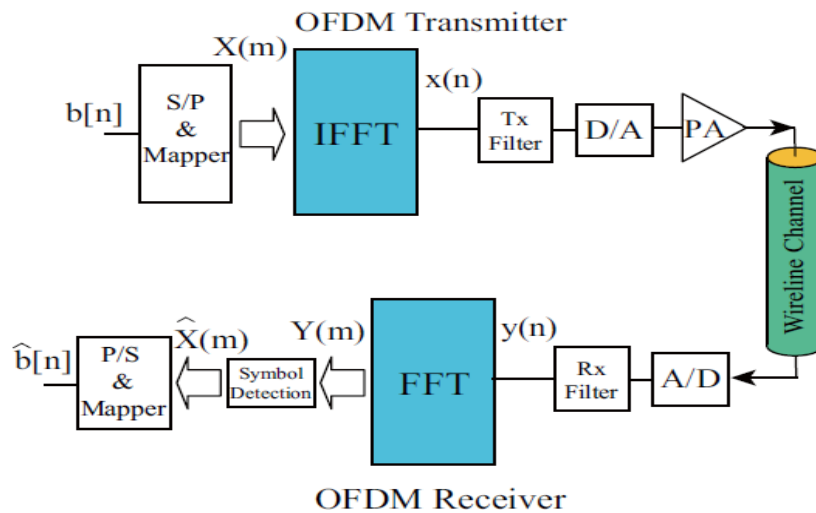 OFDM Transmitter
X(m)
b[n]
S/P
&
Mapper
IFFT
x(n)
Tx
Filter
D/A
PA
Wireline Channel
b̂[n]
P/S
&
Mapper
X̂(m)
Symbol
Detection
Y(m)
FFT
y(n)
Rx
Filter
A/D
OFDM Receiver